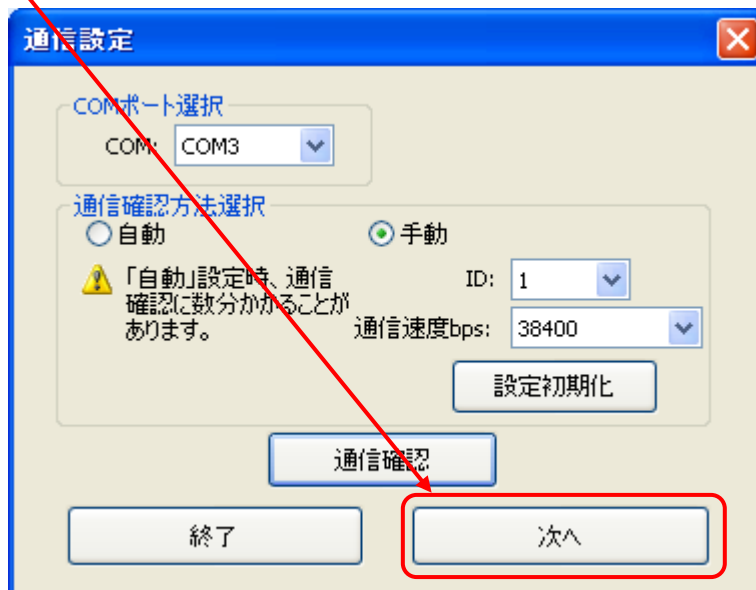 通信設定
COMポート選択
COM: COM3
通信確認方法選択
自動 手動
「自動」設定時、通信
確認に数分かかることが
あります。
ID: 1
通信速度bps: 38400
設定初期化
通信確認
終了 次へ